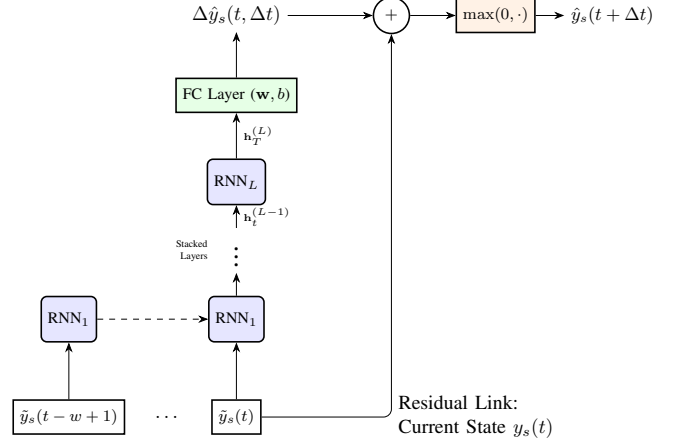 Δŷ_s(t, Δt)
+
max(0, ·)
ŷ_s(t + Δt)
FC Layer (w, b)
h_T^{(L)}
RNN_L
h_t^{(L−1)}
Stacked
Layers
⋮
RNN_1
RNN_1
ỹ_s(t − w + 1)
· · ·
ỹ_s(t)
Residual Link:
Current State y_s(t)